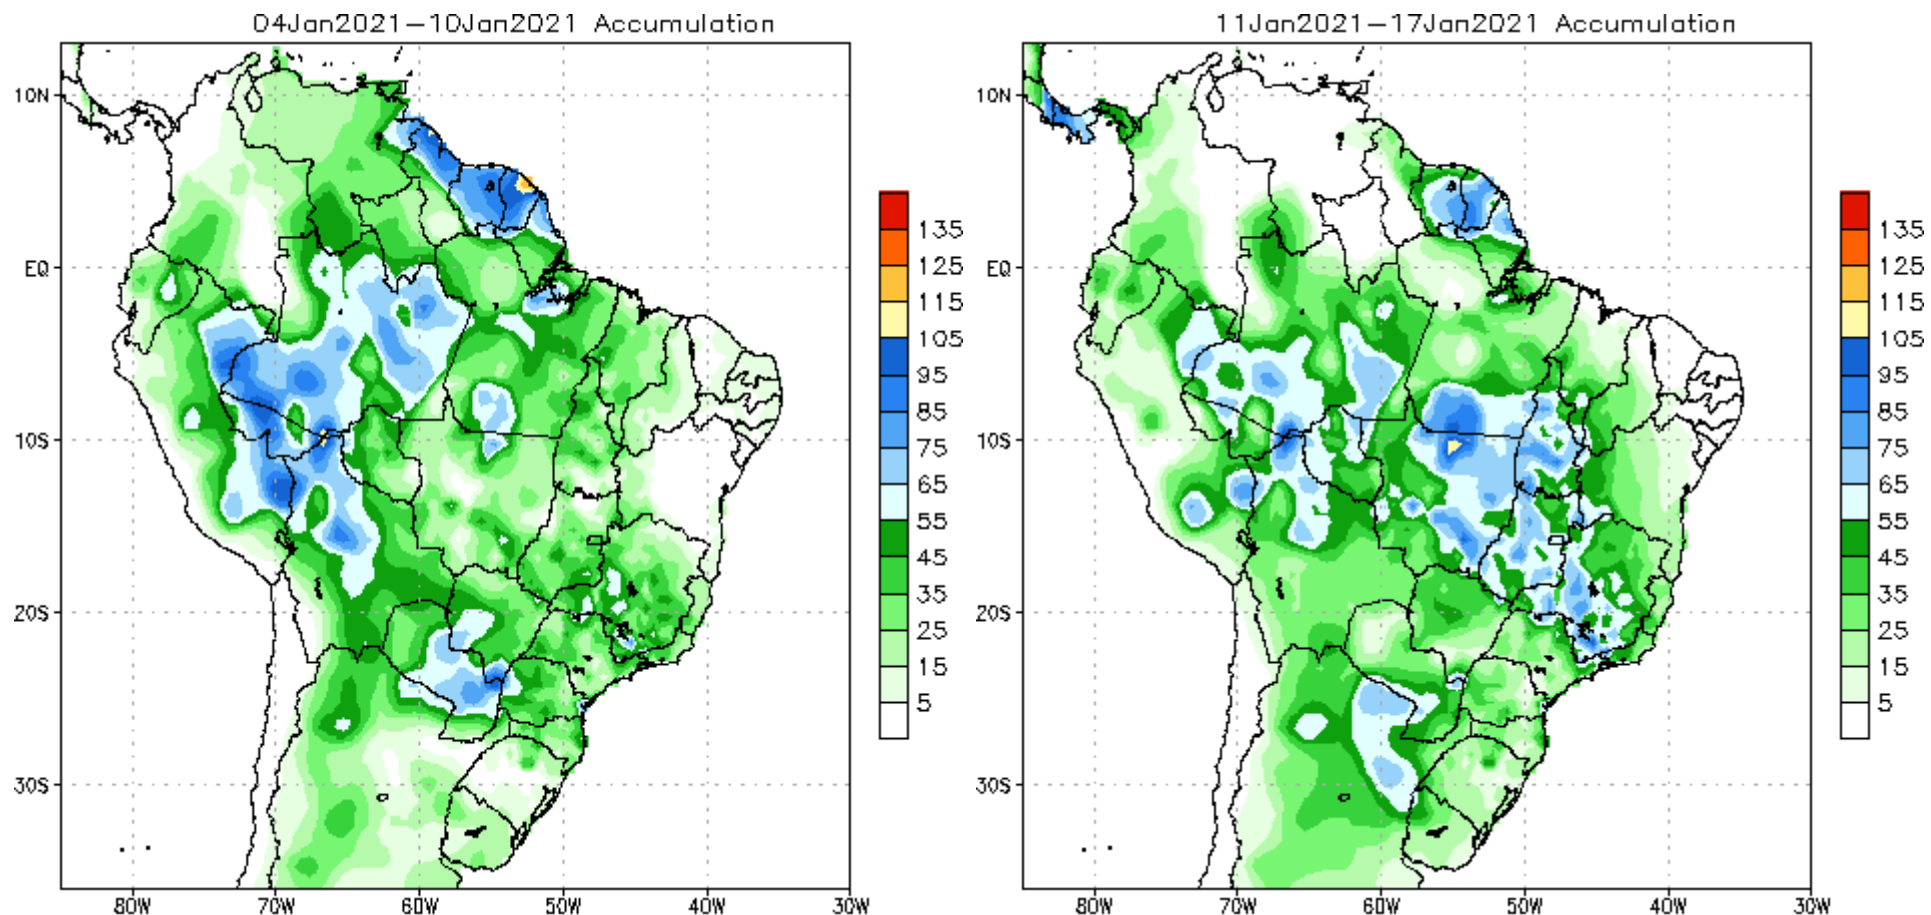 04Jan2021–10Jan2021 Accumulation
10N
EQ
10S
20S
30S
80W 70W 60W 50W 40W 30W
135
125
115
105
95
85
75
65
55
45
35
25
15
5
11Jan2021–17Jan2021 Accumulation
10N
EQ
10S
20S
30S
80W 70W 60W 50W 40W 30W
135
125
115
105
95
85
75
65
55
45
35
25
15
5